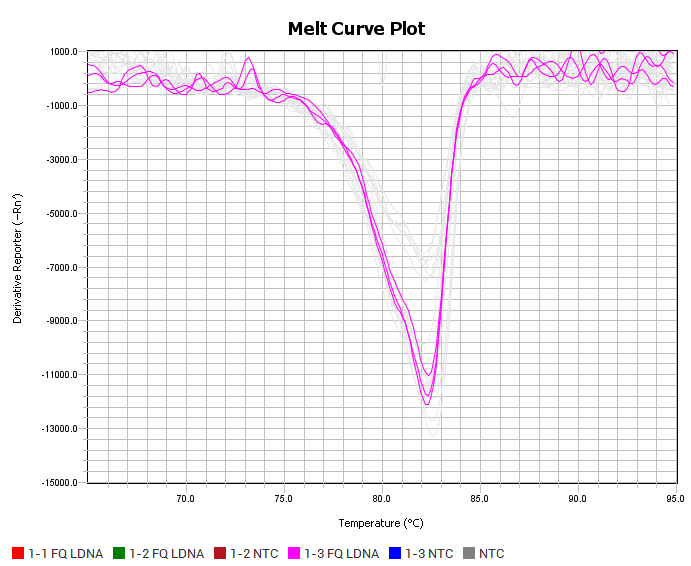 Melt Curve Plot
1000.0
-1000.0
-3000.0
-5000.0
-7000.0
-9000.0
-11000.0
-13000.0
-15000.0
Derivative Reporter (−Rn')
70.0 75.0 80.0 85.0 90.0 95.0
Temperature (°C)
1-1 FQ LDNA 1-2 FQ LDNA 1-2 NTC 1-3 FQ LDNA 1-3 NTC NTC